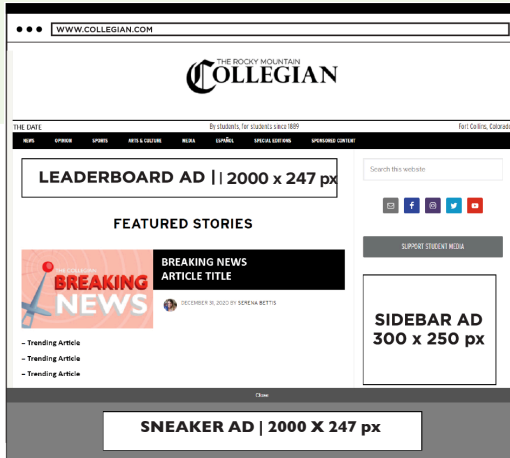 WWW.COLLEGIAN.COM
THE ROCKY MOUNTAIN
COLLEGIAN
THE DATE
By students, for students since 1889
Fort Collins, Colorado
NEWS OPINION SPORTS ARTS & CULTURE MEDIA ESPAÑOL SPECIAL EDITIONS SPONSORED CONTENT
LEADERBOARD AD || 2000 x 247 px
Search this website
FEATURED STORIES
SUPPORT STUDENT MEDIA
THE COLLEGIAN
BREAKING
NEWS
BREAKING NEWS
ARTICLE TITLE
DECEMBER 31, 2020 BY SERENA BETTIS
SIDEBAR AD
300 x 250 px
– Trending Article
– Trending Article
– Trending Article
Close
SNEAKER AD | 2000 X 247 px